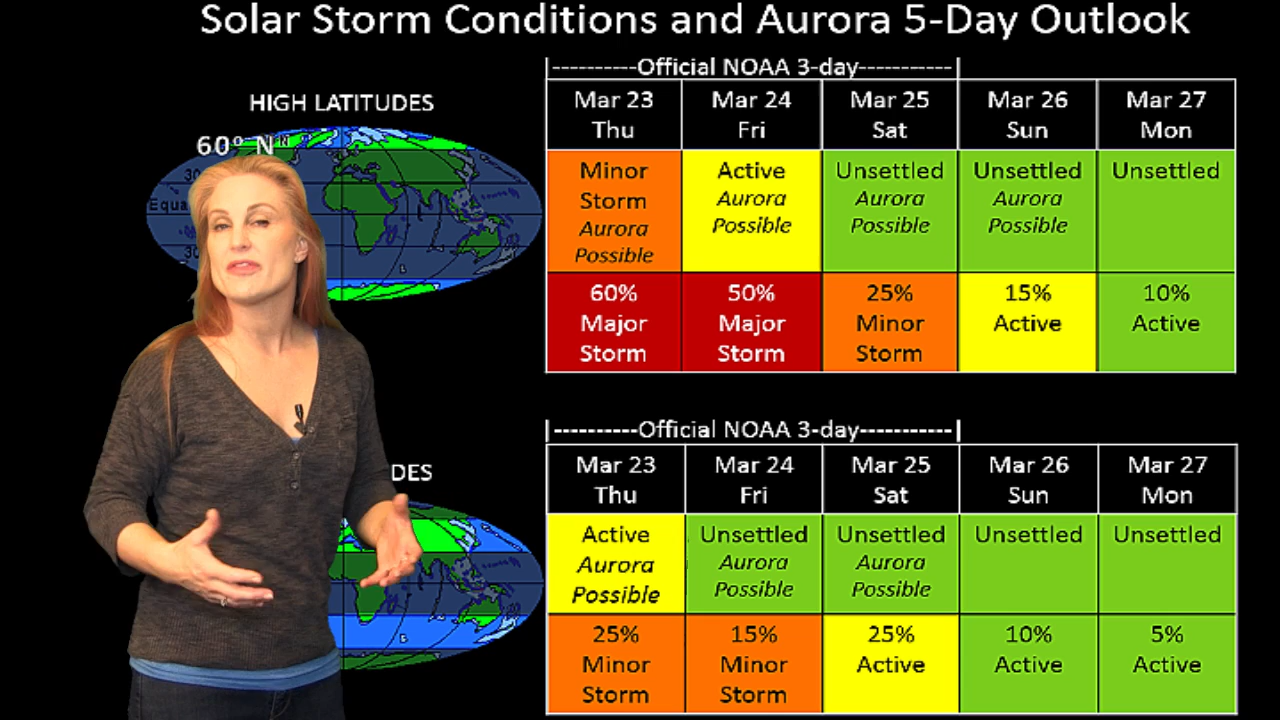 Solar Storm Conditions and Aurora 5-Day Outlook
|----------Official NOAA 3-day----------|
HIGH LATITUDES
60º N
Mar 23 Mar 24 Mar 25 Mar 26 Mar 27
Thu Fri Sat Sun Mon
Minor Active Unsettled Unsettled Unsettled
Storm Aurora Aurora Aurora
Aurora Possible Possible Possible
Possible
60% 50% 25% 15% 10%
Major Major Minor Active Active
Storm Storm Storm
|----------Official NOAA 3-day----------|
DES
Mar 23 Mar 24 Mar 25 Mar 26 Mar 27
Thu Fri Sat Sun Mon
Active Unsettled Unsettled Unsettled Unsettled
Aurora Aurora Aurora
Possible Possible Possible
25% 15% 25% 10% 5%
Minor Minor Active Active Active
Storm Storm